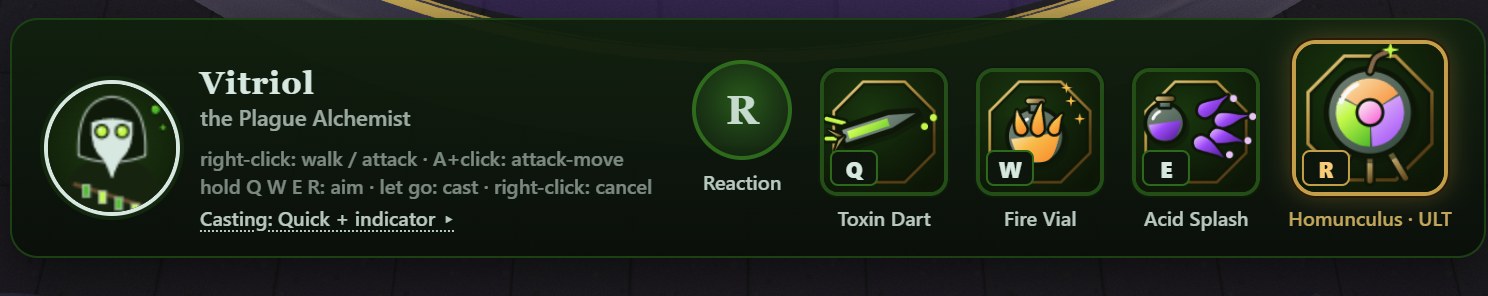 Vitriol
the Plague Alchemist
right-click: walk / attack · A+click: attack-move
hold Q W E R: aim · let go: cast · right-click: cancel
Casting: Quick + indicator ▸
R
Reaction
Q
Toxin Dart
W
Fire Vial
E
Acid Splash
R
Homunculus · ULT